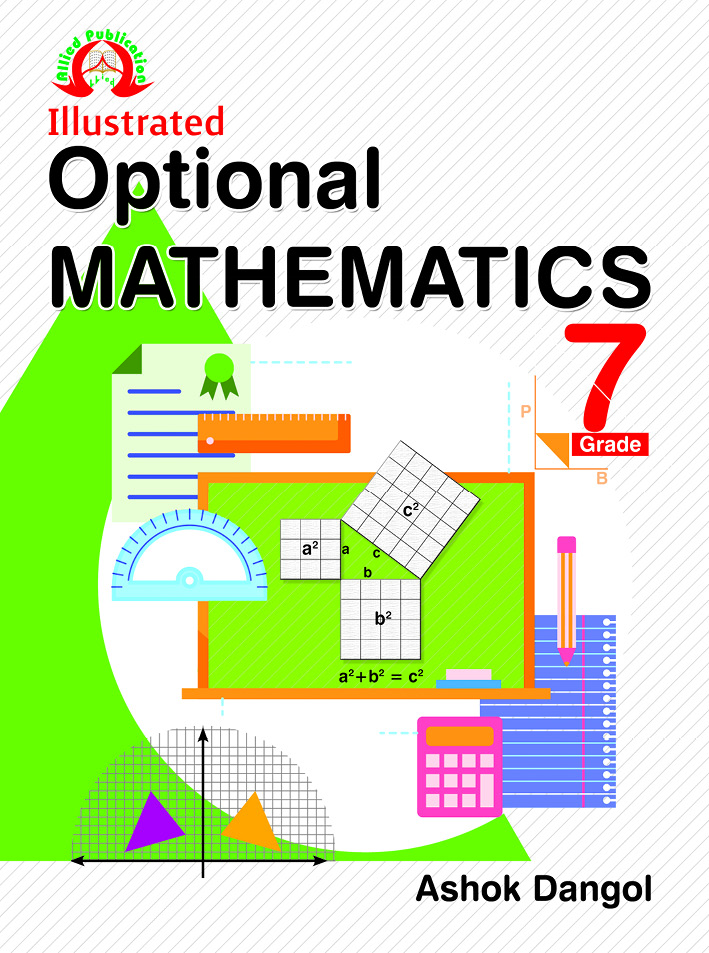 Allied Publication
Illustrated
Optional
MATHEMATICS
7
Grade
P
B
c²
a²
a
c
b
b²
a²+b² = c²
Ashok Dangol